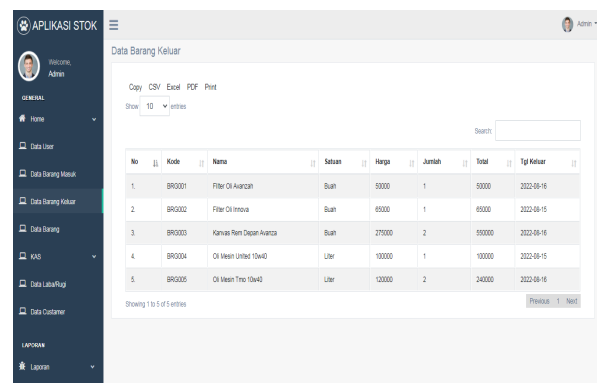 APLIKASI STOK
Welcome,
Admin
GENERAL
Home
Data User
Data Barang Masuk
Data Barang Keluar
Data Barang
KAS
Data Laba/Rugi
Data Custamer
LAPORAN
Laporan
Admin
Data Barang Keluar
Copy CSV Excel PDF Print
Show 10 entries
Search:
No Kode Nama Satuan Harga Jumlah Total Tgl Keluar
1. BRG001 Filter Oli Avanzah Buah 50000 1 50000 2022-08-16
2. BRG002 Filter Oli Innova Buah 65000 1 65000 2022-08-15
3. BRG003 Kanvas Rem Depan Avanza Buah 275000 2 550000 2022-08-16
4. BRG004 Oli Mesin United 10w40 Liter 100000 1 100000 2022-08-15
5. BRG005 Oli Mesin Tmo 10w40 Liter 120000 2 240000 2022-08-16
Showing 1 to 5 of 5 entries
Previous 1 Next